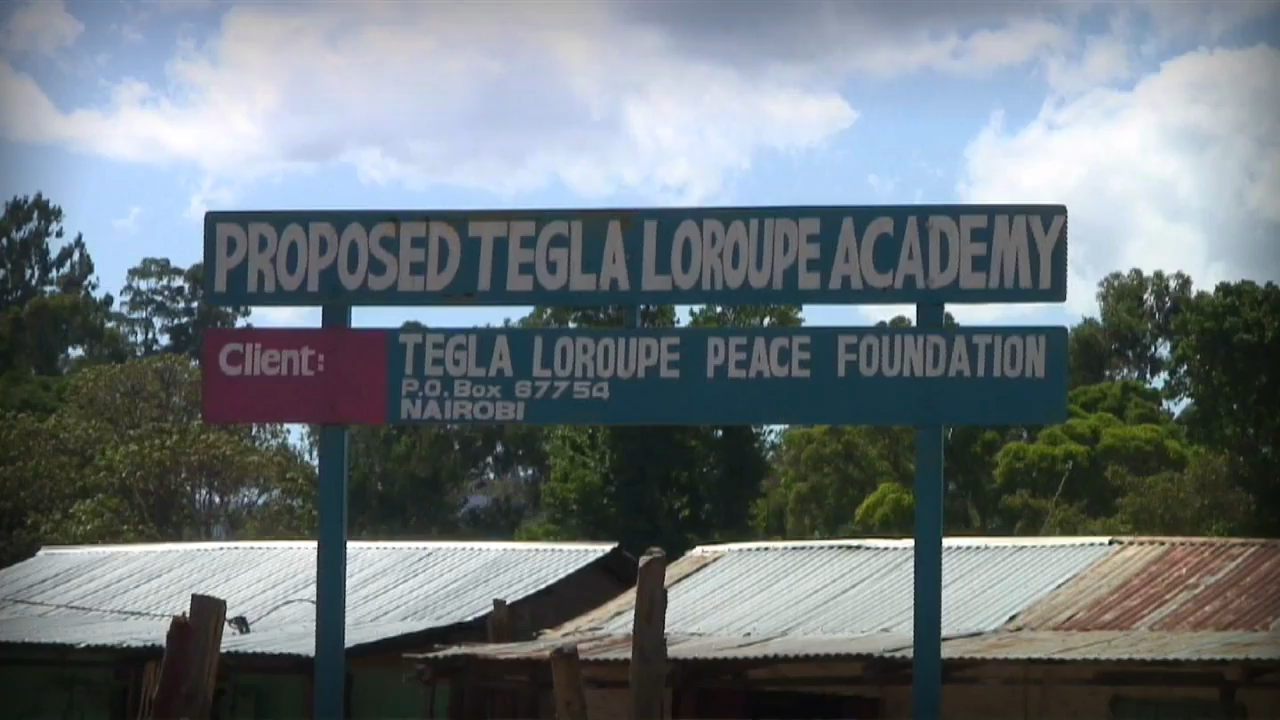 PROPOSED TEGLA LOROUPE ACADEMY
Client:
TEGLA LOROUPE PEACE FOUNDATION
P.O. Box 67754
NAIROBI